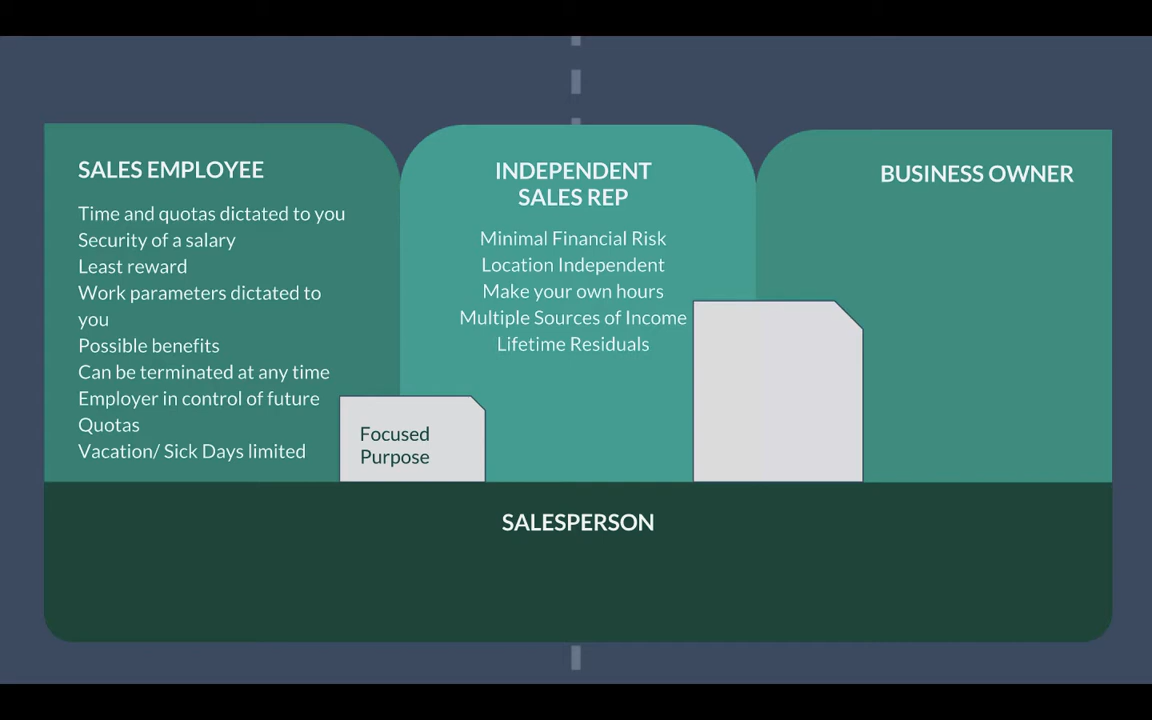 SALES EMPLOYEE
Time and quotas dictated to you
Security of a salary
Least reward
Work parameters dictated to
you
Possible benefits
Can be terminated at any time
Employer in control of future
Quotas
Vacation/ Sick Days limited
Focused
Purpose
INDEPENDENT
SALES REP
Minimal Financial Risk
Location Independent
Make your own hours
Multiple Sources of Income
Lifetime Residuals
BUSINESS OWNER
SALESPERSON